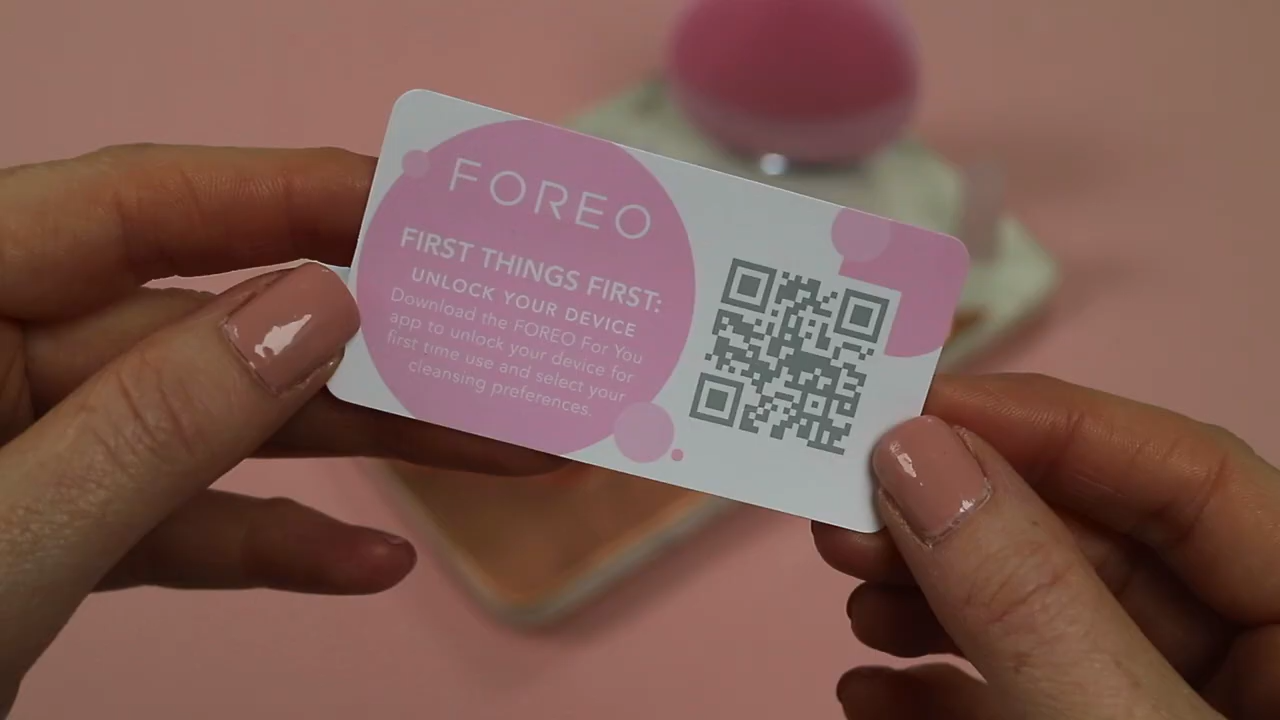 FOREO
FIRST THINGS FIRST:
UNLOCK YOUR DEVICE
Download the FOREO For You
app to unlock your device for
first time use and select your
cleansing preferences.